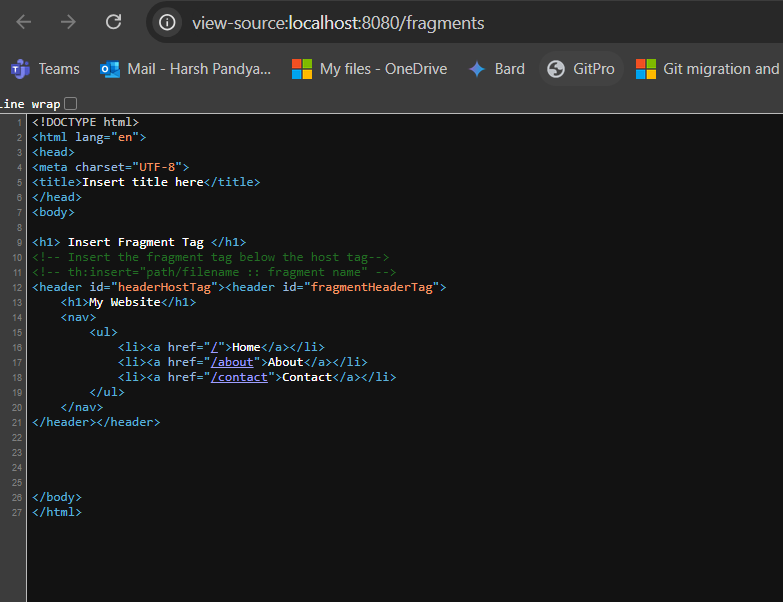 view-source:localhost:8080/fragments
Teams Mail - Harsh Pandya... My files - OneDrive Bard GitPro Git migration and
ine wrap
1 <!DOCTYPE html>
2 <html lang="en">
3 <head>
4 <meta charset="UTF-8">
5 <title>Insert title here</title>
6 </head>
7 <body>
8
9 <h1> Insert Fragment Tag </h1>
10 <!-- Insert the fragment tag below the host tag-->
11 <!-- th:insert="path/filename :: fragment name" -->
12 <header id="headerHostTag"><header id="fragmentHeaderTag">
13     <h1>My Website</h1>
14     <nav>
15         <ul>
16             <li><a href="/">Home</a></li>
17             <li><a href="/about">About</a></li>
18             <li><a href="/contact">Contact</a></li>
19         </ul>
20     </nav>
21 </header></header>
22
23
24
25
26 </body>
27 </html>